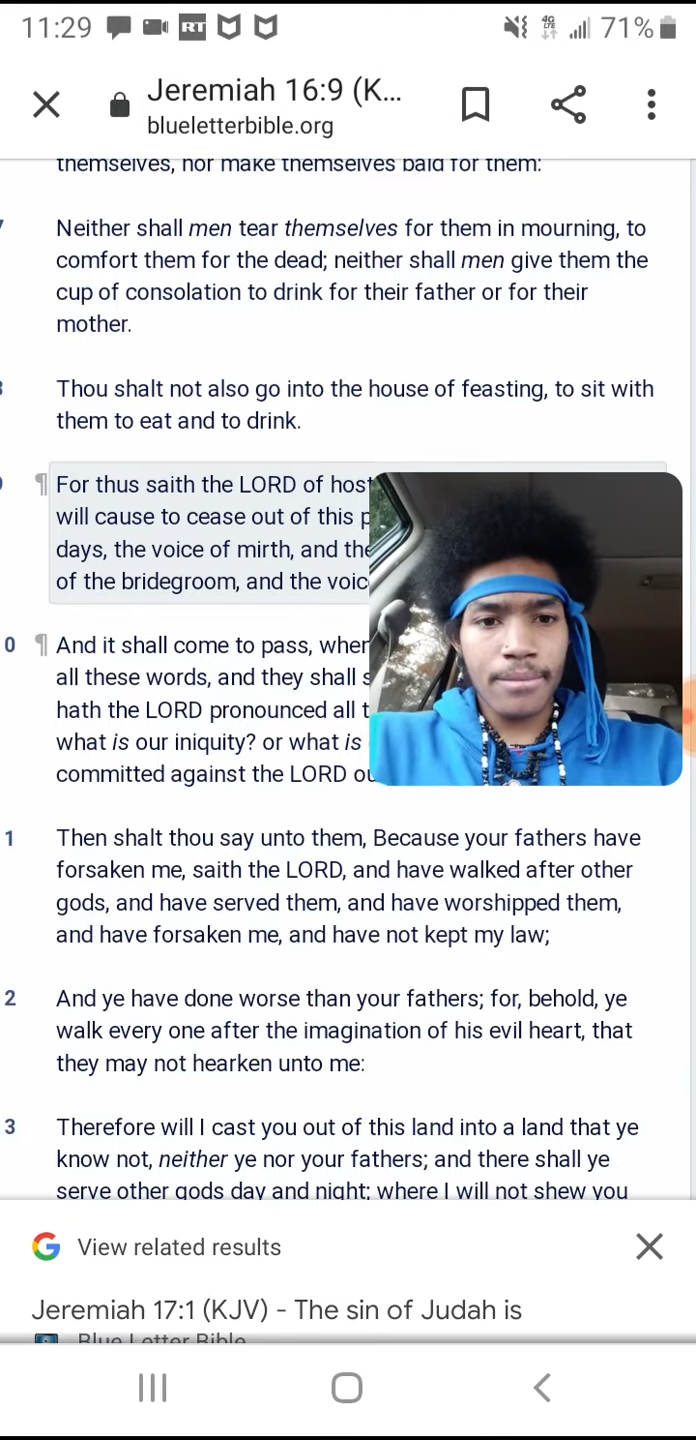 11:29 RT 4G LTE 71%
Jeremiah 16:9 (K...
blueletterbible.org
themselves, nor make themselves bald for them:
Neither shall men tear themselves for them in mourning, to
comfort them for the dead; neither shall men give them the
cup of consolation to drink for their father or for their
mother.
Thou shalt not also go into the house of feasting, to sit with
them to eat and to drink.
¶ For thus saith the LORD of host
will cause to cease out of this
days, the voice of mirth, and the
of the bridegroom, and the voic
0 ¶ And it shall come to pass, when
all these words, and they shall s
hath the LORD pronounced all t
what is our iniquity? or what is
committed against the LORD ou
1 Then shalt thou say unto them, Because your fathers have
forsaken me, saith the LORD, and have walked after other
gods, and have served them, and have worshipped them,
and have forsaken me, and have not kept my law;
2 And ye have done worse than your fathers; for, behold, ye
walk every one after the imagination of his evil heart, that
they may not hearken unto me:
3 Therefore will I cast you out of this land into a land that ye
know not, neither ye nor your fathers; and there shall ye
serve other gods day and night; where I will not shew you
View related results
Jeremiah 17:1 (KJV) - The sin of Judah is
Blue Letter Bible